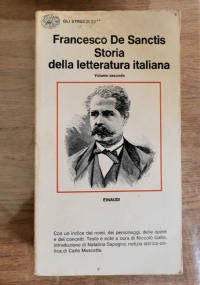 GLI STRUZZI
Francesco De Sanctis
Storia
della letteratura italiana
Volume secondo
EINAUDI
Con un indice dei nomi, dei personaggi, delle opere
e dei concetti. Testo e note a cura di Niccolò Gallo,
introduzione di Natalino Sapegno, notizia storico-cri-
tica di Carlo Muscetta.